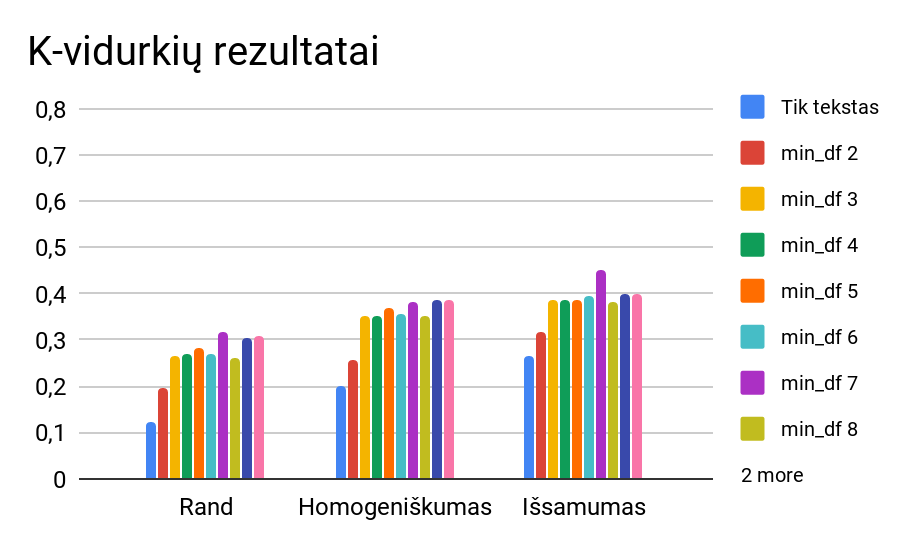 K-vidurkių rezultatai
0,8
0,7
0,6
0,5
0,4
0,3
0,2
0,1
0
Rand
Homogeniškumas
Išsamumas
Tik tekstas
min_df 2
min_df 3
min_df 4
min_df 5
min_df 6
min_df 7
min_df 8
2 more